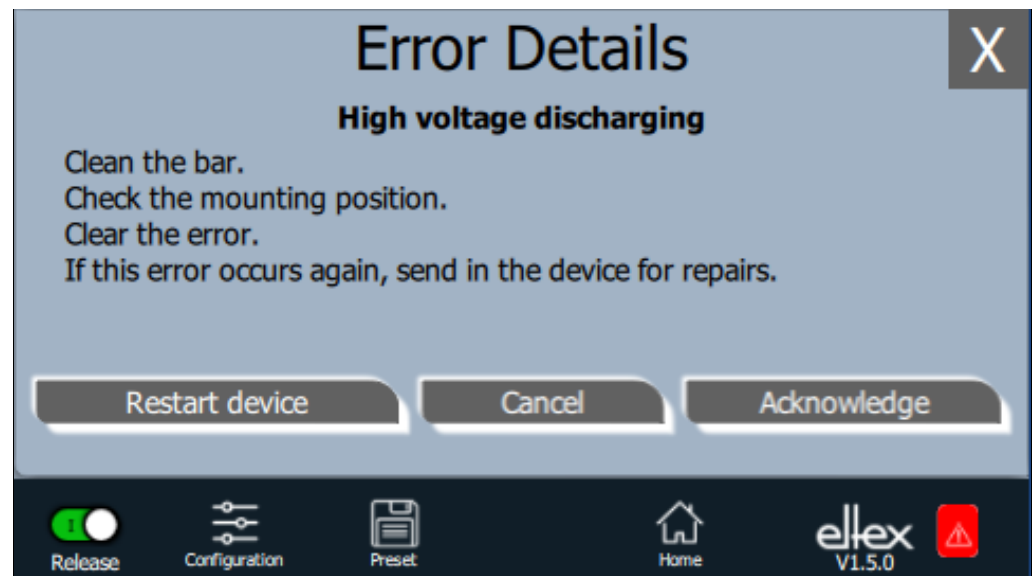 Error Details
X
High voltage discharging
Clean the bar.
Check the mounting position.
Clear the error.
If this error occurs again, send in the device for repairs.
Restart device
Cancel
Acknowledge
I
Release
Configuration
Preset
Home
eltex
V1.5.0